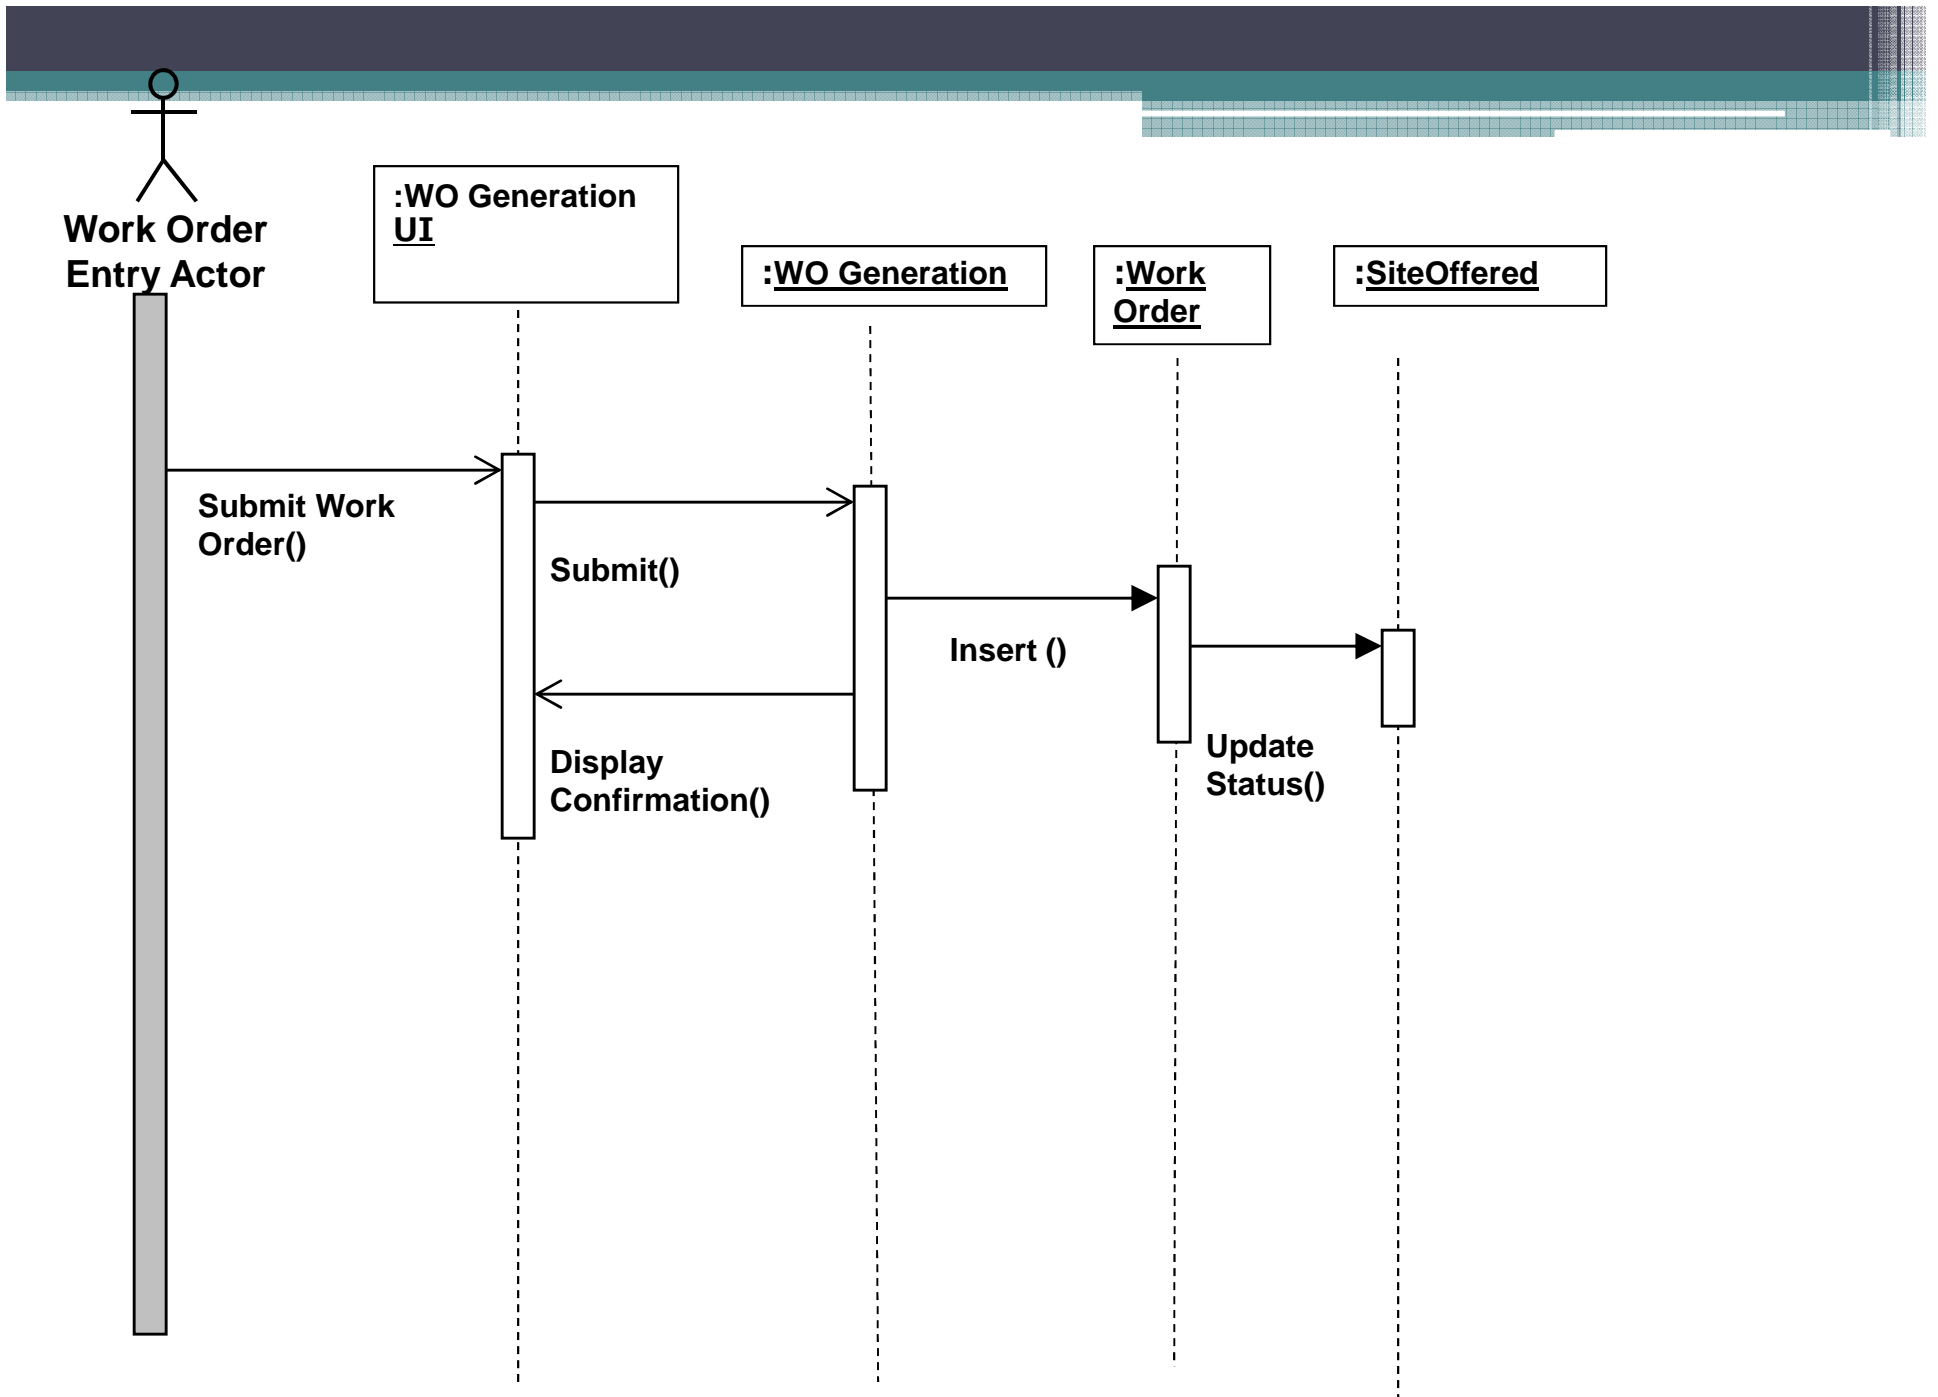 Work Order
Entry Actor
:WO Generation
UI
:WO Generation
:Work
Order
:SiteOffered
Submit Work
Order()
Submit()
Insert ()
Display
Confirmation()
Update
Status()